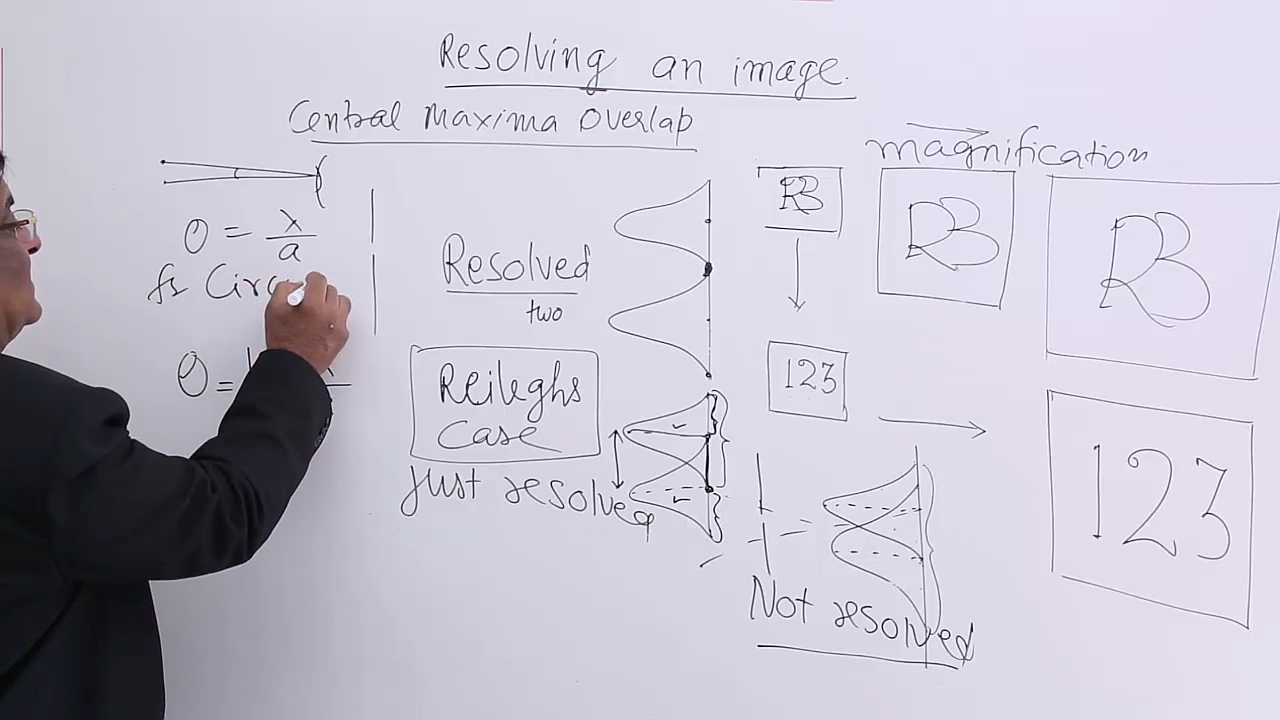 Resolving an image.
Central Maxima Overlap
magnification
θ = λ/a
fr Circ
θ =
Resolved
two
Reileghs
Case
Just resolved
RB
RB
RB
123
123
Not resolved